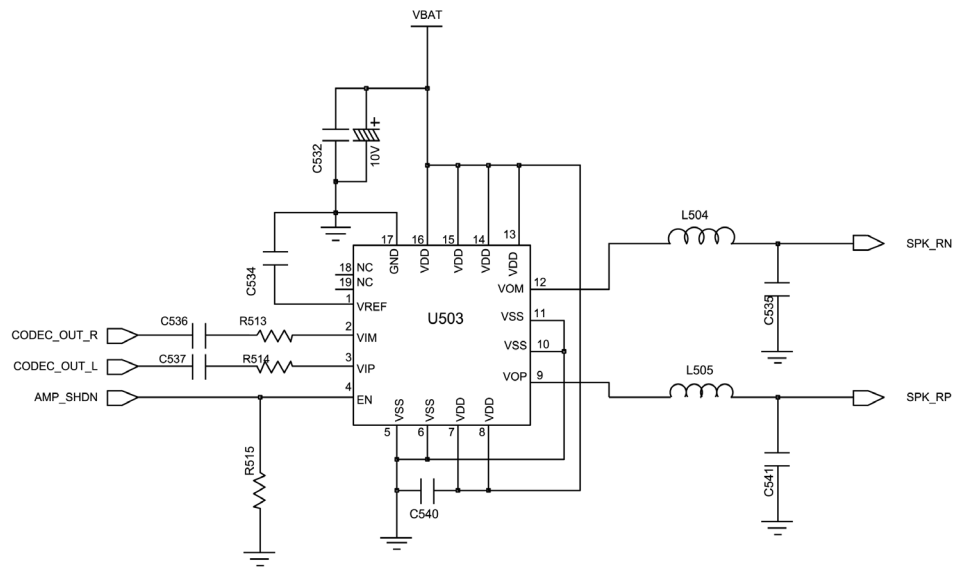 VBAT
+
C532
10V
L504
SPK_RN
C534
17
16
15
14
13
GND
VDD
VDD
VDD
VDD
18
NC
19
NC
1
VREF
VOM
12
C535
CODEC_OUT_R
C536
R513
2
VIM
U503
VSS
11
CODEC_OUT_L
C537
R514
3
VIP
VSS
10
AMP_SHDN
4
EN
VOP
9
L505
SPK_RP
VSS
VSS
VDD
VDD
5
6
7
8
R515
C540
C541